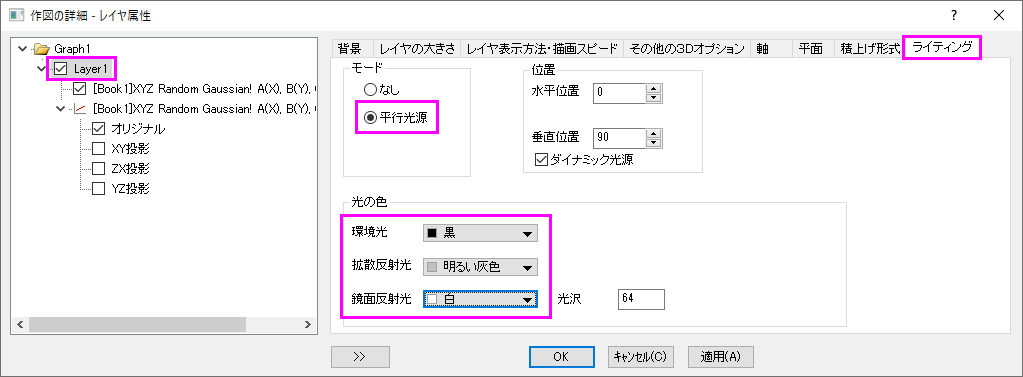 作図の詳細 - レイヤ属性
?
Graph1
Layer1
[Book1]XYZ Random Gaussian! A(X), B(Y),
[Book1]XYZ Random Gaussian! A(X), B(Y),
オリジナル
XY投影
ZX投影
YZ投影
背景 レイヤの大きさ レイヤ表示方法・描画スピード その他の3Dオプション 軸 平面 積上げ形式 ライティング
モード
なし
平行光源
位置
水平位置 0
垂直位置 90
ダイナミック光源
光の色
環境光 黒
拡散反射光 明るい灰色
鏡面反射光 白 光沢 64
>> OK キャンセル(C) 適用(A)